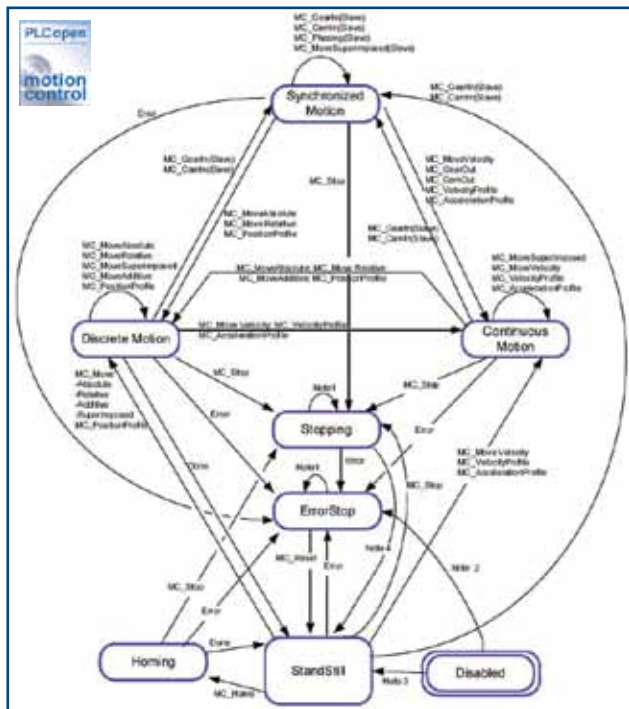 PLCopen
motion
control
MC_GearIn(Slave)
MC_CamIn(Slave)
MC_Phasing(Slave)
MC_MoveSuperImposed(Slave)
Synchronized
Motion
Error
MC_GearIn(Slave)
MC_CamIn(Slave)
MC_GearIn(Slave)
MC_CamIn(Slave)
MC_Stop
MC_MoveVelocity
MC_GearOut
MC_CamOut
MC_VelocityProfile
MC_AccelerationProfile
MC_MoveAbsolute
MC_MoveRelative
MC_PositionProfile
MC_GearIn(Slave)
MC_CamIn(Slave)
MC_MoveAbsolute
MC_MoveRelative
MC_MoveSuperImposed
MC_MoveAdditive
MC_PositionProfile
MC_MoveAbsolute; MC_MoveRelative
MC_MoveAdditive; MC_PositionProfile
MC_MoveSuperImposed
MC_MoveVelocity
MC_VelocityProfile
MC_AccelerationProfile
Discrete Motion
MC_MoveVelocity; MC_VelocityProfile
MC_AccelerationProfile
Continuous
Motion
MC_Stop
MC_Stop
MC_Move
-Absolute
-Relative
-Additive
-SuperImposed
MC_PositionProfile
Error
Note1
Stopping
Error
Done
Note1
Error
MC_Stop
MC_MoveVelocity
MC_VelocityProfile
MC_AccelerationProfile
ErrorStop
MC_Stop
Error
MC_Reset
Error
Note 4
Note 2
Homing
Done
StandStill
Disabled
MC_Home
Note 3